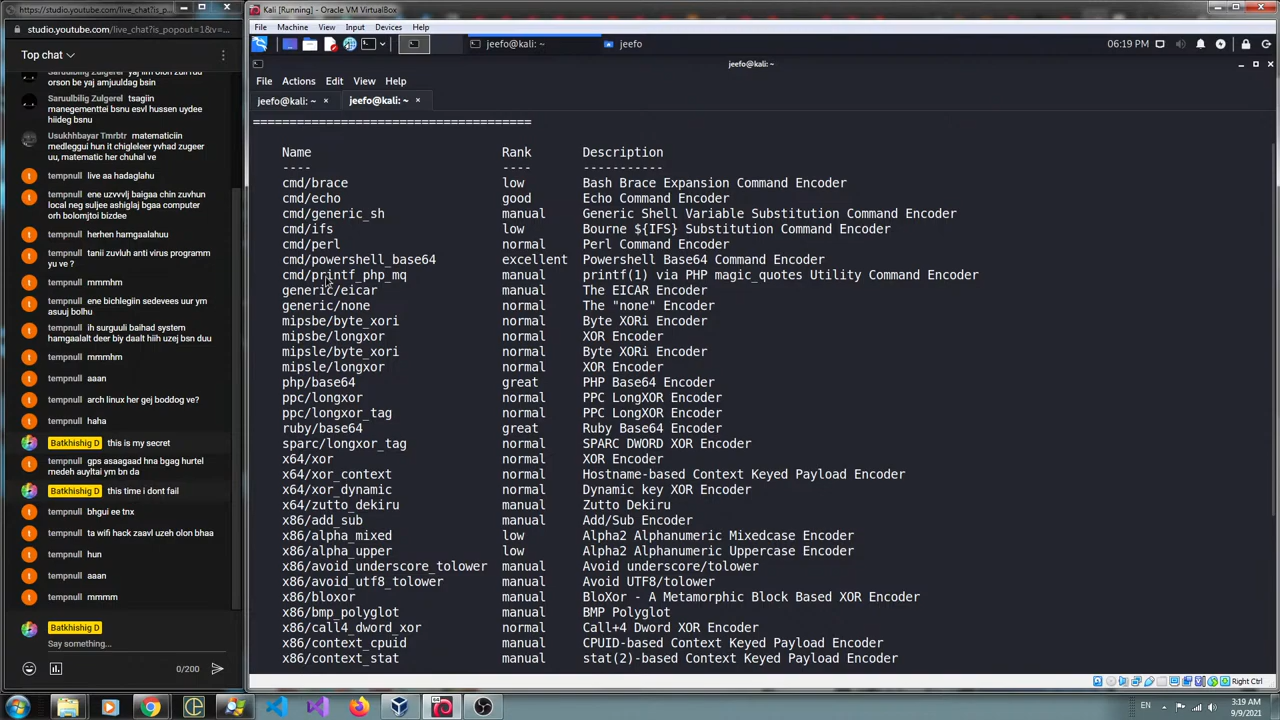 https://studio.youtube.com/live_chat?is_popout=1&v=...
studio.youtube.com/live_chat?is_popout=1&v=...
Top chat
orson be yaj amjuuldag bsin
Saruulbilig Zulgerel tsagiin
manegementtei bsnu esvl hussen uydee
hiideg bsnu
Usukhhbayar Tmrbtr matematiciin
medleggui hun it chigleleer yvhad zugeer
uu, matematic her chuhal ve
tempnull live aa hadaglahu
tempnull ene uzvvvlj baigaa chin zuvhun
local neg suljee ashiglaj bgaa computer
orh bolomjtoi bizdee
tempnull herhen hamgaalahuu
tempnull tanii zuvluh anti virus programm
yu ve ?
tempnull mmmhm
tempnull ene bichlegiin sedevees uur ym
asuuj bolhu
tempnull ih surguuli baihad system
hamgaalalt deer biy daalt hiih uzej bsn duu
tempnull mmmhm
tempnull aaan
tempnull arch linux her gej boddog ve?
tempnull haha
Batkhishig D this is my secret
tempnull gps asaagaad hna bgag hurtel
medeh auyltai ym bn da
Batkhishig D this time i dont fail
tempnull bhgui ee tnx
tempnull ta wifi hack zaavl uzeh olon bhaa
tempnull hun
tempnull aaan
tempnull mmmm
Batkhishig D
Say something...
0/200
Kali [Running] - Oracle VM VirtualBox
File Machine View Input Devices Help
jeefo@kali: ~ jeefo 06:19 PM
jeefo@kali: ~
File Actions Edit View Help
jeefo@kali: ~ × jeefo@kali: ~ ×
======================================
Name Rank Description
---- ---- -----------
cmd/brace low Bash Brace Expansion Command Encoder
cmd/echo good Echo Command Encoder
cmd/generic_sh manual Generic Shell Variable Substitution Command Encoder
cmd/ifs low Bourne ${IFS} Substitution Command Encoder
cmd/perl normal Perl Command Encoder
cmd/powershell_base64 excellent Powershell Base64 Command Encoder
cmd/printf_php_mq manual printf(1) via PHP magic_quotes Utility Command Encoder
generic/eicar manual The EICAR Encoder
generic/none normal The "none" Encoder
mipsbe/byte_xori normal Byte XORi Encoder
mipsbe/longxor normal XOR Encoder
mipsle/byte_xori normal Byte XORi Encoder
mipsle/longxor normal XOR Encoder
php/base64 great PHP Base64 Encoder
ppc/longxor normal PPC LongXOR Encoder
ppc/longxor_tag normal PPC LongXOR Encoder
ruby/base64 great Ruby Base64 Encoder
sparc/longxor_tag normal SPARC DWORD XOR Encoder
x64/xor normal XOR Encoder
x64/xor_context normal Hostname-based Context Keyed Payload Encoder
x64/xor_dynamic normal Dynamic key XOR Encoder
x64/zutto_dekiru manual Zutto Dekiru
x86/add_sub manual Add/Sub Encoder
x86/alpha_mixed low Alpha2 Alphanumeric Mixedcase Encoder
x86/alpha_upper low Alpha2 Alphanumeric Uppercase Encoder
x86/avoid_underscore_tolower manual Avoid underscore/tolower
x86/avoid_utf8_tolower manual Avoid UTF8/tolower
x86/bloxor manual BloXor - A Metamorphic Block Based XOR Encoder
x86/bmp_polyglot manual BMP Polyglot
x86/call4_dword_xor normal Call+4 Dword XOR Encoder
x86/context_cpuid manual CPUID-based Context Keyed Payload Encoder
x86/context_stat manual stat(2)-based Context Keyed Payload Encoder
Right Ctrl
EN 3:19 AM
9/9/2021